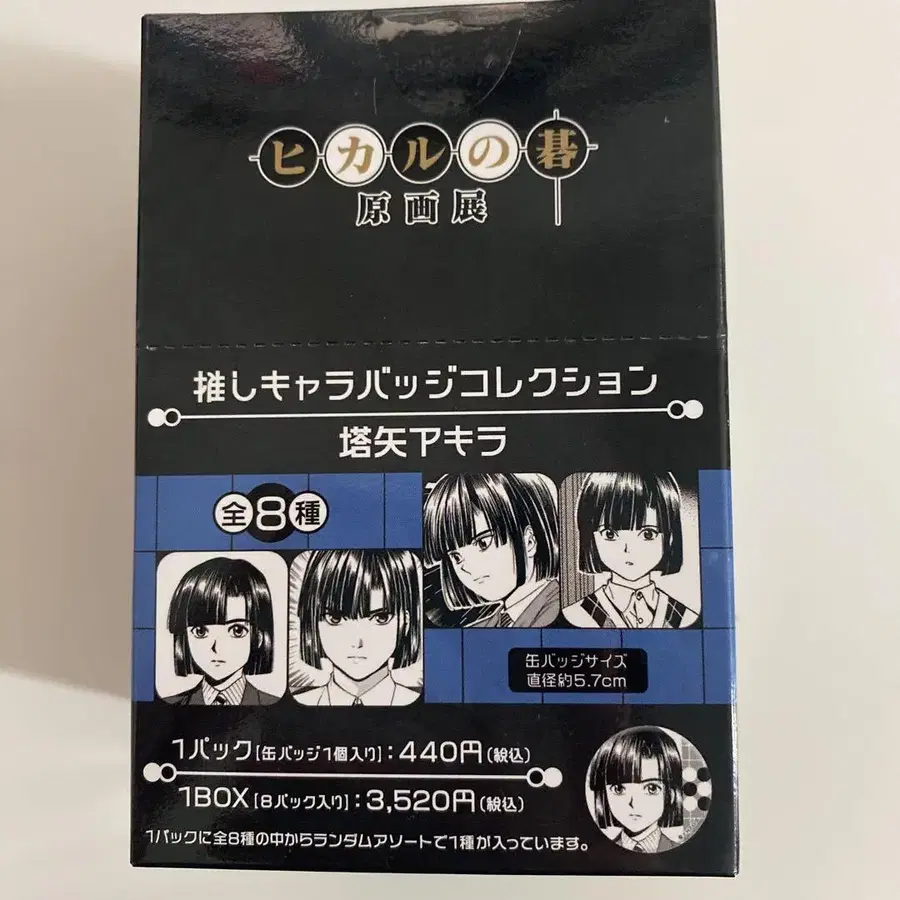 ヒカルの碁
原画展
推しキャラバッジコレクション
塔矢アキラ
全8種
缶バッジサイズ
直径約5.7cm
1パック[缶バッジ1個入り]:440円(税込)
1BOX[8パック入り]:3,520円(税込)
1パックに全8種の中からランダムアソートで1種が入っています。